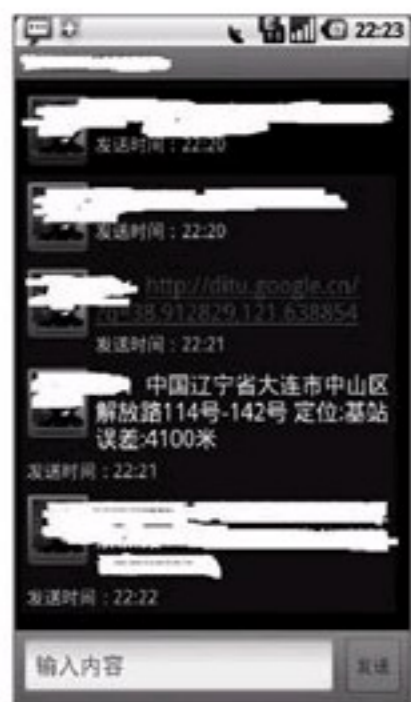 22:23
发送时间：22:20
发送时间：22:20
http://ditu.google.cn/
?q=38.912829,121.638854
发送时间：22:21
中国辽宁省大连市中山区
解放路114号-142号 定位:基站
误差:4100米
发送时间：22:21
发送时间：22:22
输入内容
发送